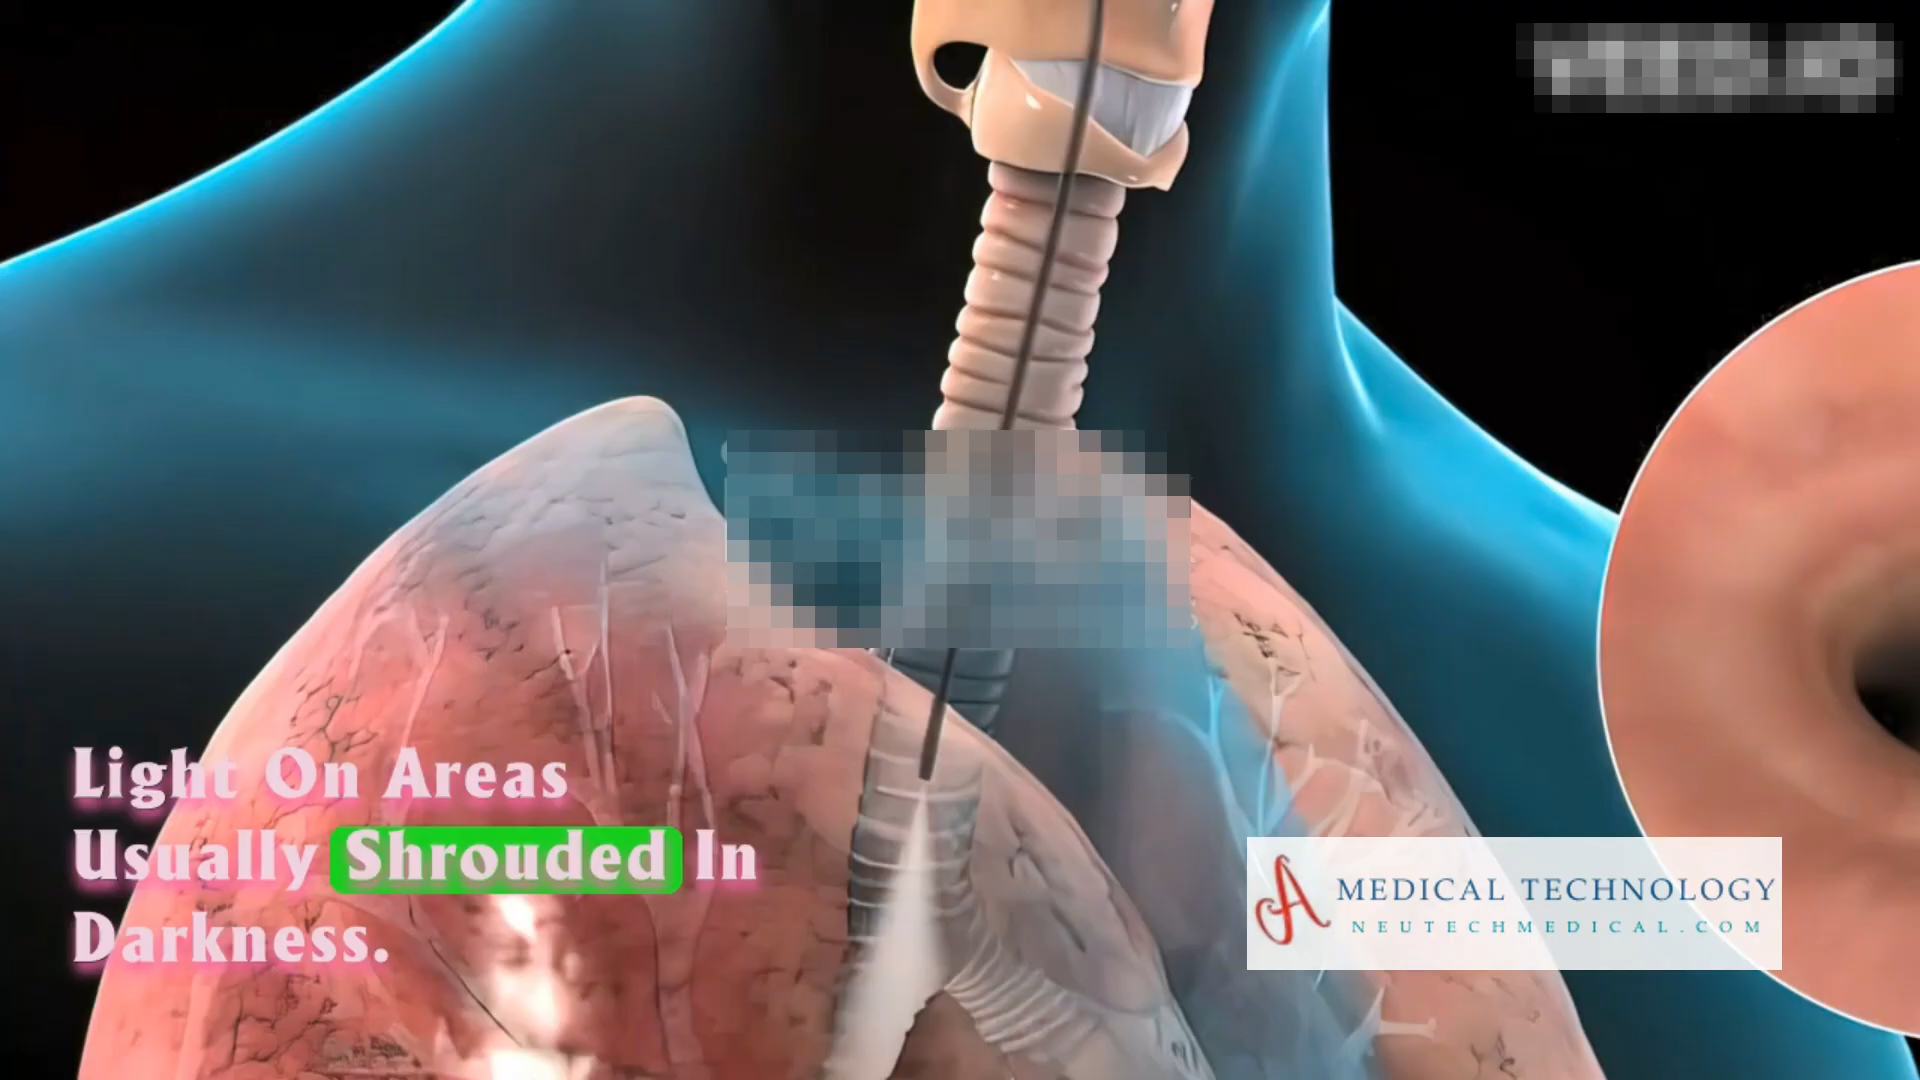 Light On Areas
Usually Shrouded In
Darkness.
MEDICAL TECHNOLOGY
NEUTECHMEDICAL.COM